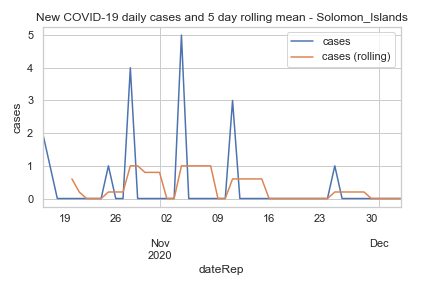 New COVID-19 daily cases and 5 day rolling mean - Solomon_Islands
cases
cases (rolling)
cases
5
4
3
2
1
0
19 26 02 09 16 23 30
Nov Dec
2020
dateRep